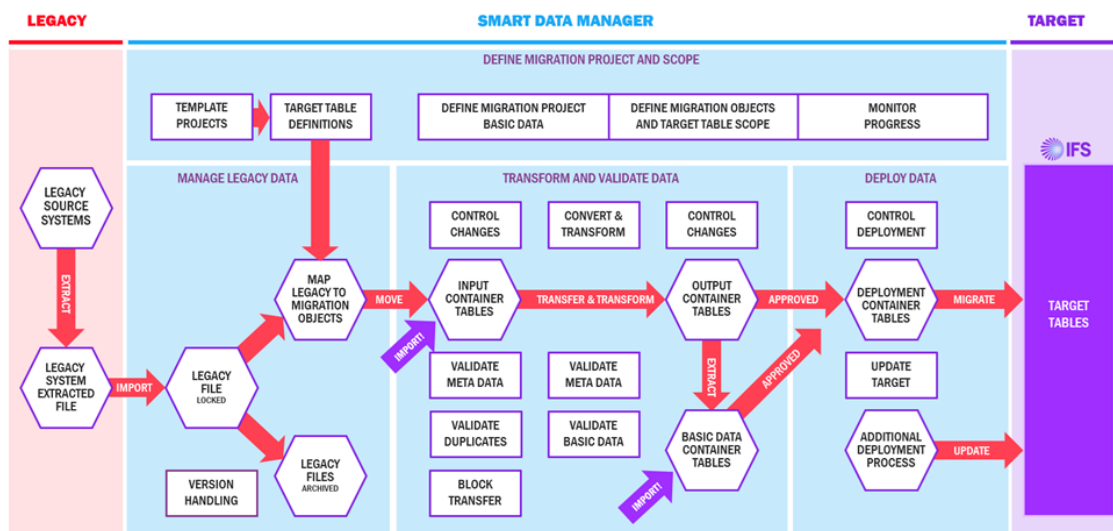 LEGACY
SMART DATA MANAGER
TARGET
DEFINE MIGRATION PROJECT AND SCOPE
TEMPLATE
PROJECTS
TARGET TABLE
DEFINITIONS
DEFINE MIGRATION PROJECT
BASIC DATA
DEFINE MIGRATION OBJECTS
AND TARGET TABLE SCOPE
MONITOR
PROGRESS
IFS
MANAGE LEGACY DATA
TRANSFORM AND VALIDATE DATA
DEPLOY DATA
LEGACY
SOURCE
SYSTEMS
EXTRACT
LEGACY
SYSTEM
EXTRACTED
FILE
IMPORT
LEGACY
FILE
LOCKED
MAP
LEGACY TO
MIGRATION
OBJECTS
MOVE
LEGACY
FILES
ARCHIVED
VERSION
HANDLING
CONTROL
CHANGES
CONVERT &
TRANSFORM
CONTROL
CHANGES
INPUT
CONTAINER
TABLES
TRANSFER & TRANSFORM
OUTPUT
CONTAINER
TABLES
APPROVED
IMPORT!
VALIDATE
META DATA
VALIDATE
META DATA
EXTRACT
APPROVED
VALIDATE
DUPLICATES
VALIDATE
BASIC DATA
BASIC DATA
CONTAINER
TABLES
BLOCK
TRANSFER
IMPORT!
CONTROL
DEPLOYMENT
DEPLOYMENT
CONTAINER
TABLES
MIGRATE
UPDATE
TARGET
ADDITIONAL
DEPLOYMENT
PROCESS
UPDATE
TARGET
TABLES